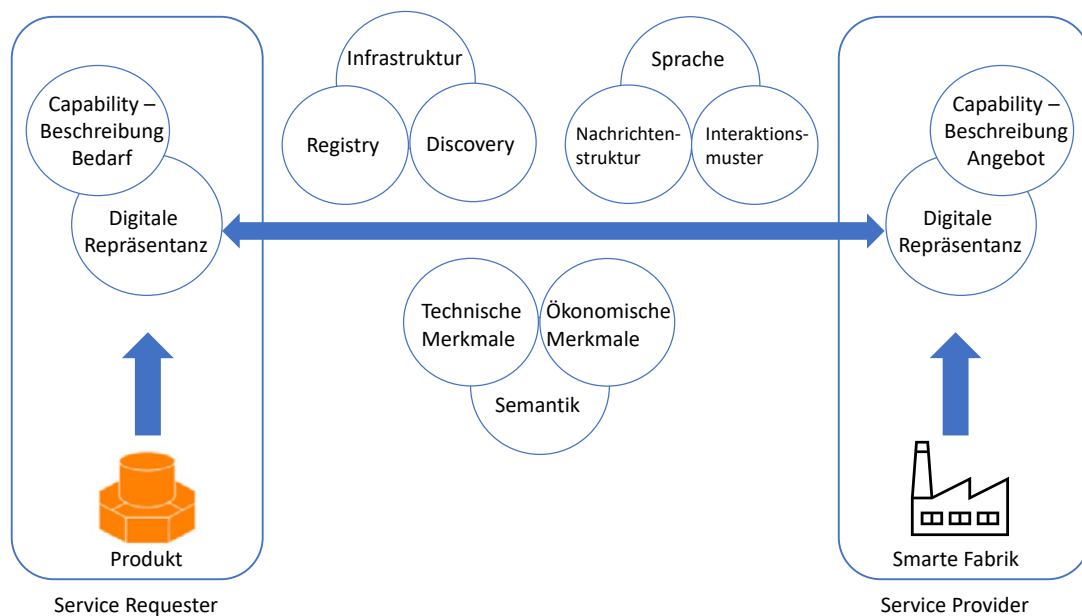 Capability –
Beschreibung
Bedarf
Digitale
Repräsentanz
Produkt
Service Requester
Infrastruktur
Registry
Discovery
Sprache
Nachrichten-
struktur
Interaktions-
muster
Technische
Merkmale
Ökonomische
Merkmale
Semantik
Capability –
Beschreibung
Angebot
Digitale
Repräsentanz
Smarte Fabrik
Service Provider